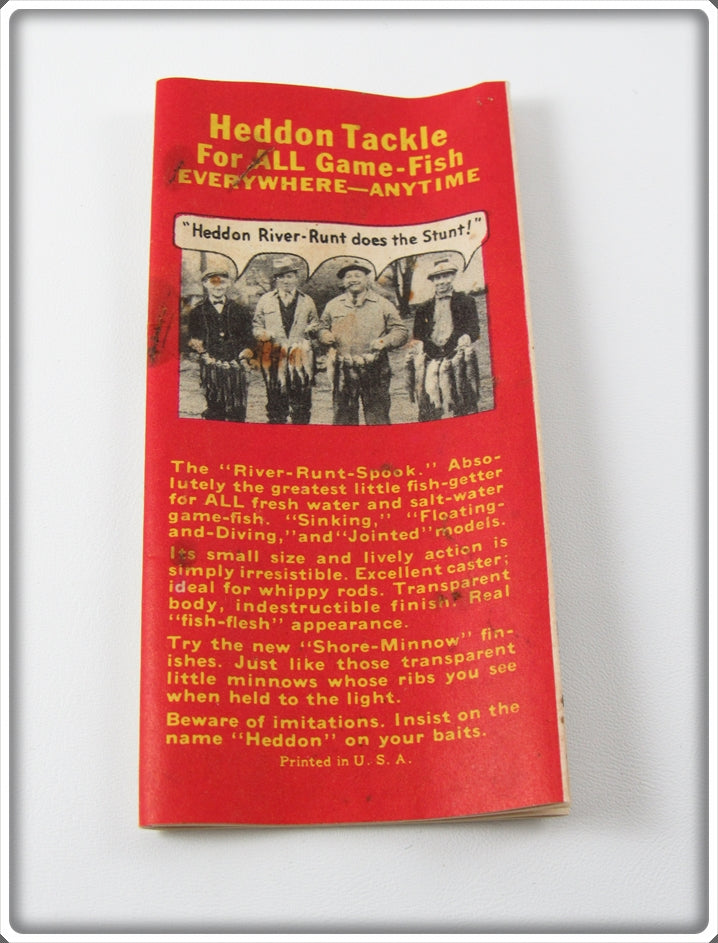 Heddon Tackle
For ALL Game-Fish
EVERYWHERE—ANYTIME
"Heddon River-Runt does the Stunt!"
The "River-Runt-Spook." Abso-
lutely the greatest little fish-getter
for ALL fresh water and salt-water
game-fish. "Sinking," "Floating-
and-Diving," and "Jointed" models.
Its small size and lively action is
simply irresistible. Excellent caster;
ideal for whippy rods. Transparent
body, indestructible finish. Real
"fish-flesh" appearance.
Try the new "Shore-Minnow" fin-
ishes. Just like those transparent
little minnows whose ribs you see
when held to the light.
Beware of imitations. Insist on the
name "Heddon" on your baits.
Printed in U. S. A.